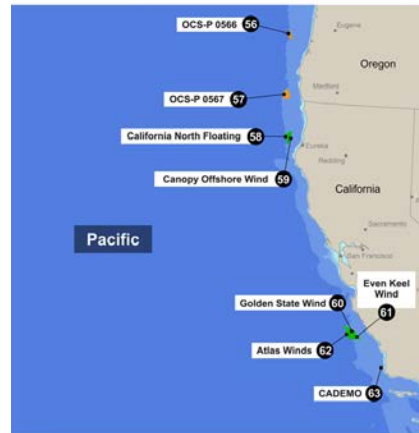 OCS-P 0566 56
Eugene
Oregon
OCS-P 0567 57
Medford
California North Floating 58
Eureka
Redding
Canopy Offshore Wind 59
California
Sacramento
Pacific
San Francisco
Even Keel
Wind
61
Golden State Wind 60
Atlas Winds 62
CADEMO 63